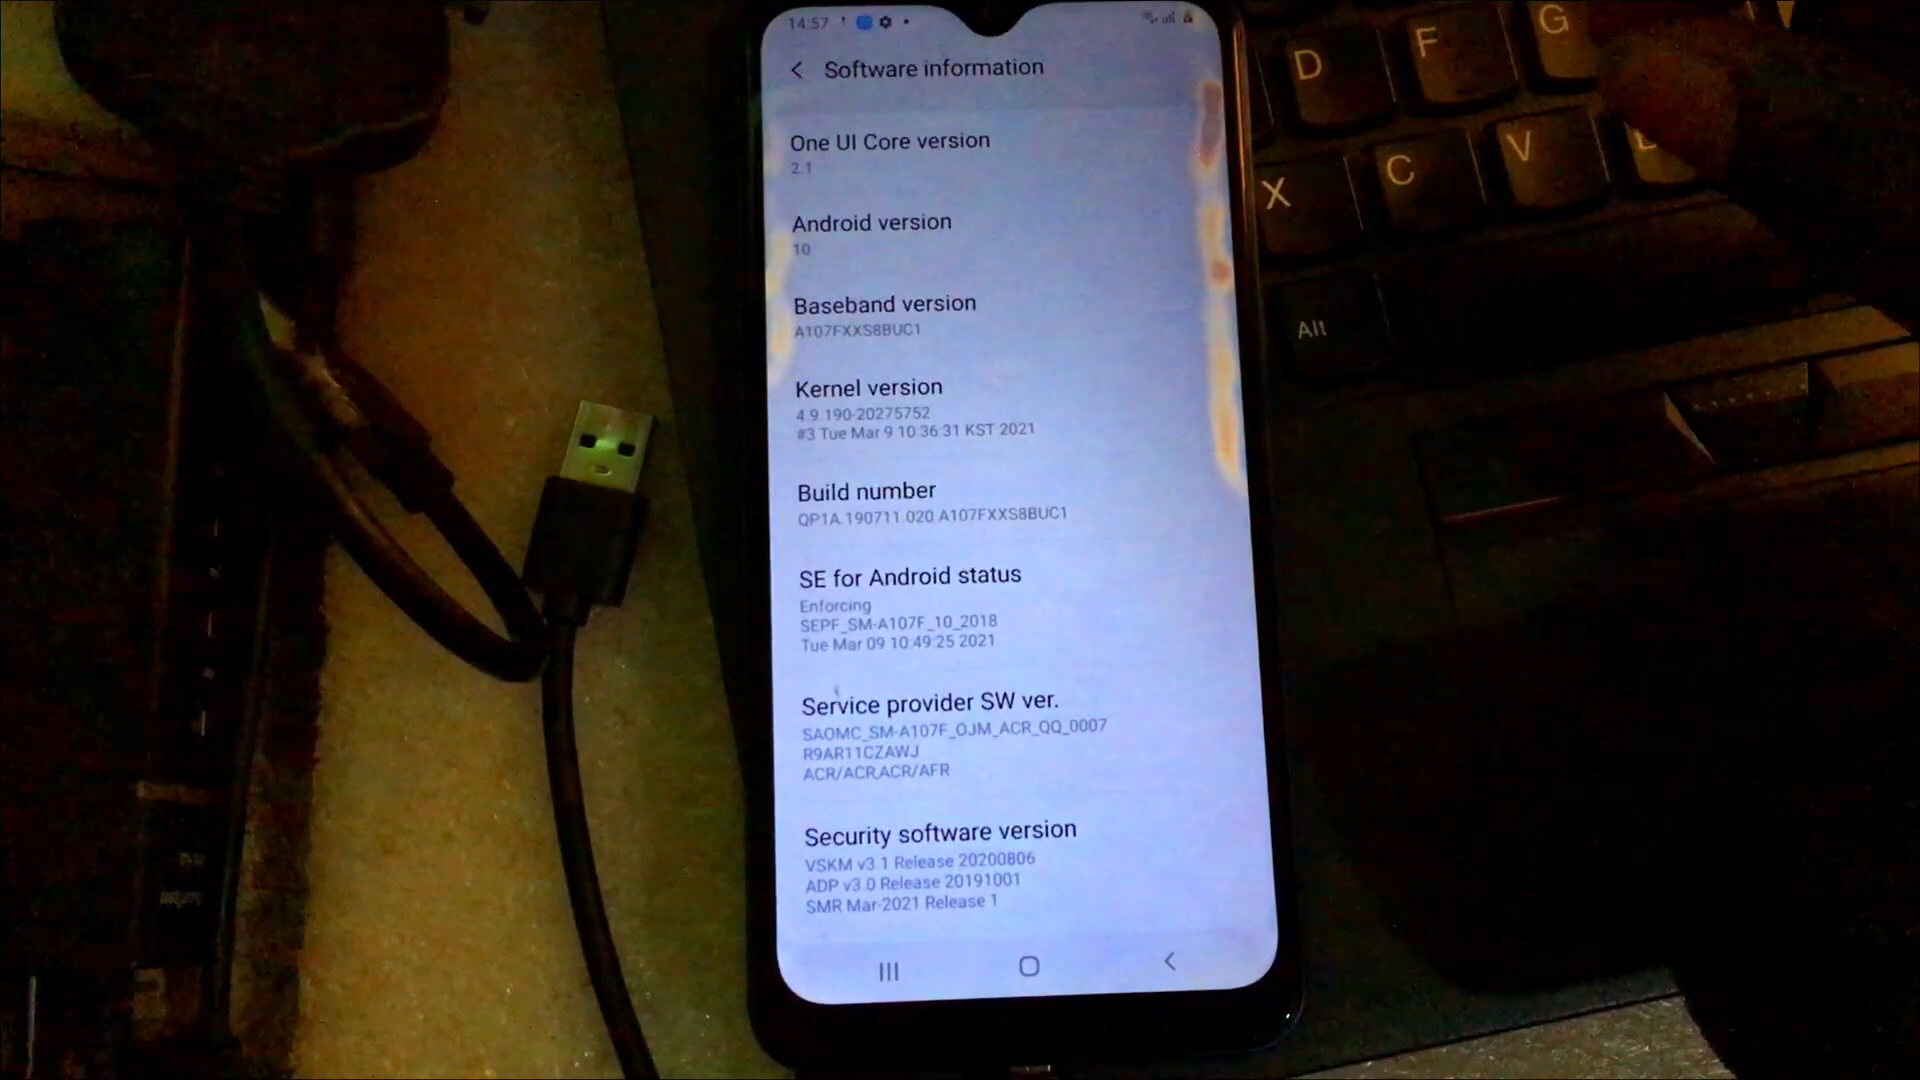 14:57
Software information
One UI Core version
2.1
Android version
10
Baseband version
A107FXXS8BUC1
Kernel version
4.9.190-20275752
#3 Tue Mar 9 10:36:31 KST 2021
Build number
QP1A.190711.020.A107FXXS8BUC1
SE for Android status
Enforcing
SEPF_SM-A107F_10_2018
Tue Mar 09 10:49:25 2021
Service provider SW ver.
SAOMC_SM-A107F_OJM_ACR_QQ_0007
R9AR11CZAWJ
ACR/ACR,ACR/AFR
Security software version
VSKM v3.1 Release 20200806
ADP v3.0 Release 20191001
SMR Mar-2021 Release 1
D F G
X C V
Alt